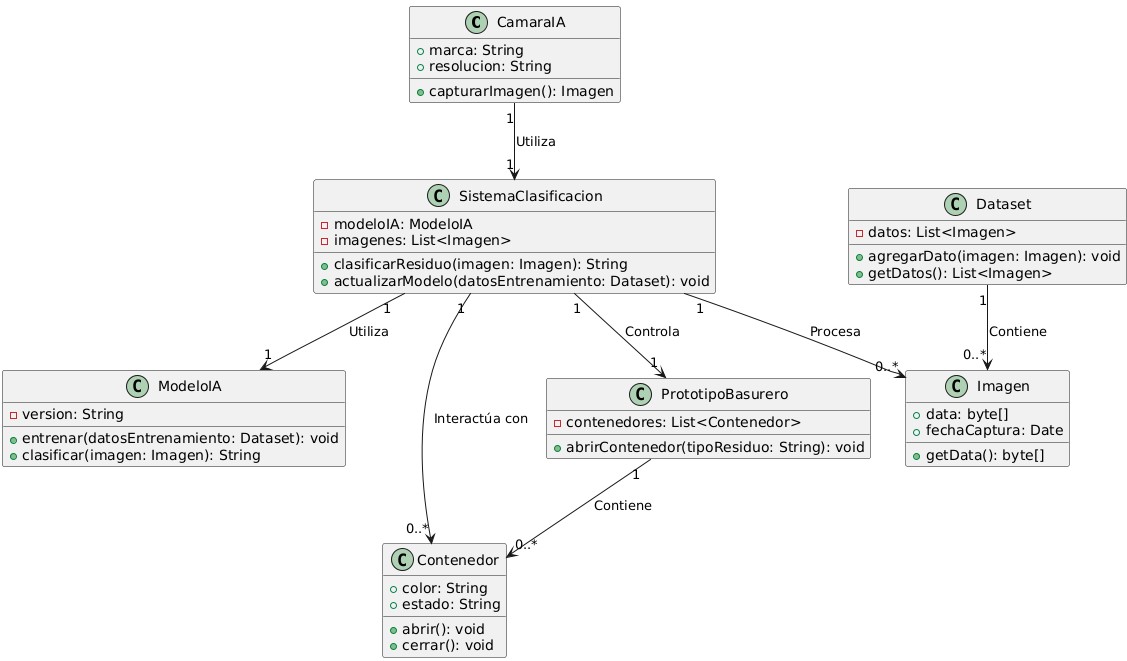 C CamaraIA
marca: String
resolucion: String
capturarImagen(): Imagen
1
Utiliza
1
C SistemaClasificacion
modeloIA: ModeloIA
imagenes: List<Imagen>
clasificarResiduo(imagen: Imagen): String
actualizarModelo(datosEntrenamiento: Dataset): void
C Dataset
datos: List<Imagen>
agregarDato(imagen: Imagen): void
getDatos(): List<Imagen>
1
Utiliza
1
1
Interactúa con
0..*
1
Controla
1
1
Procesa
0..*
1
Contiene
0..*
C ModeloIA
version: String
entrenar(datosEntrenamiento: Dataset): void
clasificar(imagen: Imagen): String
C PrototipoBasurero
contenedores: List<Contenedor>
abrirContenedor(tipoResiduo: String): void
C Imagen
data: byte[]
fechaCaptura: Date
getData(): byte[]
1
Contiene
0..*
C Contenedor
color: String
estado: String
abrir(): void
cerrar(): void